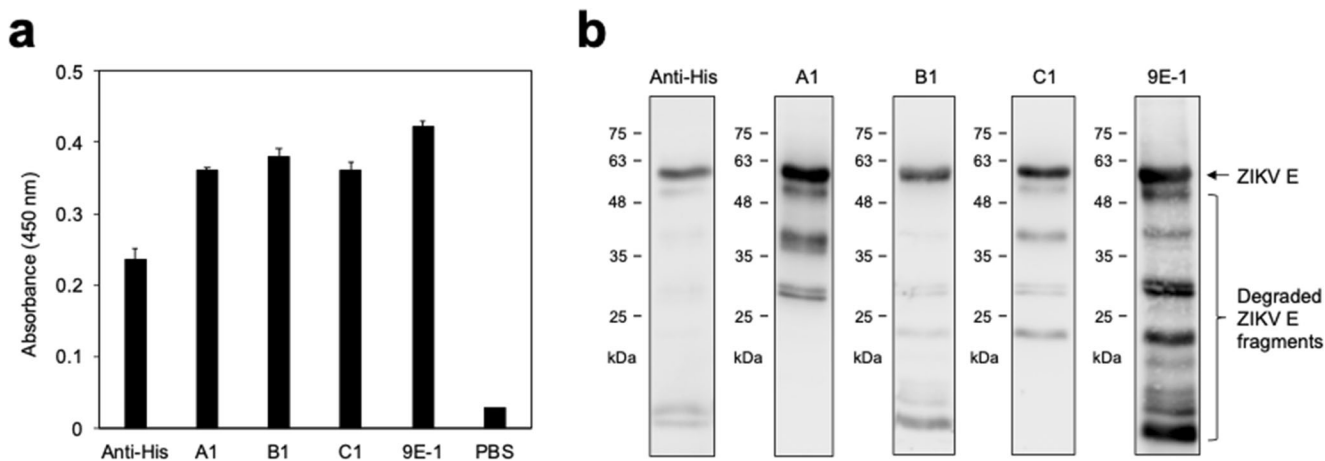 a
Absorbance (450 nm)
0.5
0.4
0.3
0.2
0.1
0
Anti-His A1 B1 C1 9E-1 PBS
b
Anti-His A1 B1 C1 9E-1
75 – 75 – 75 – 75 – 75 –
63 – 63 – 63 – 63 – 63 –
ZIKV E
48 – 48 – 48 – 48 – 48 –
35 – 35 – 35 – 35 – 35 –
25 – 25 – 25 – 25 – 25 –
kDa kDa kDa kDa kDa
Degraded
ZIKV E
fragments